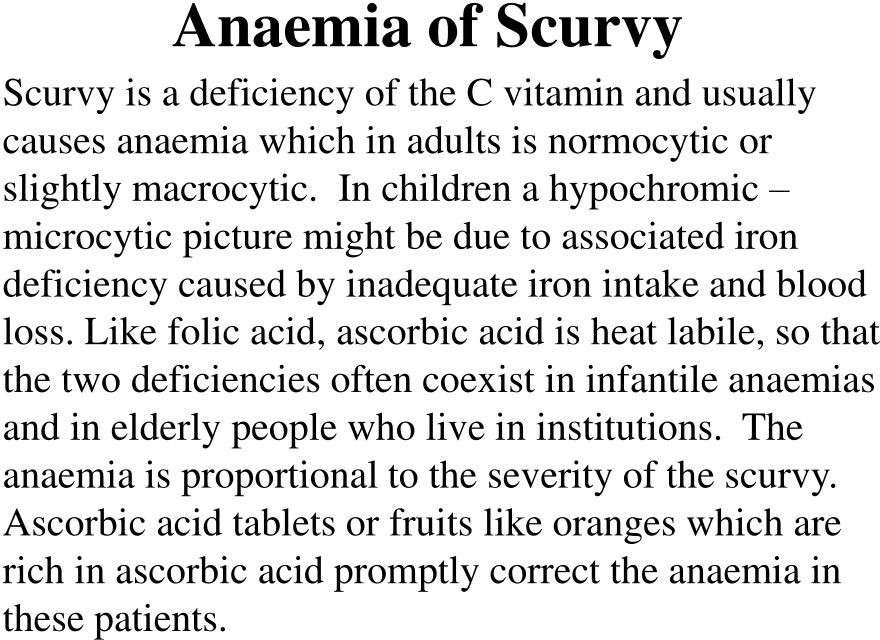 Anaemia of Scurvy
Scurvy is a deficiency of the C vitamin and usually
causes anaemia which in adults is normocytic or
slightly macrocytic.  In children a hypochromic –
microcytic picture might be due to associated iron
deficiency caused by inadequate iron intake and blood
loss. Like folic acid, ascorbic acid is heat labile, so that
the two deficiencies often coexist in infantile anaemias
and in elderly people who live in institutions.  The
anaemia is proportional to the severity of the scurvy.
Ascorbic acid tablets or fruits like oranges which are
rich in ascorbic acid promptly correct the anaemia in
these patients.